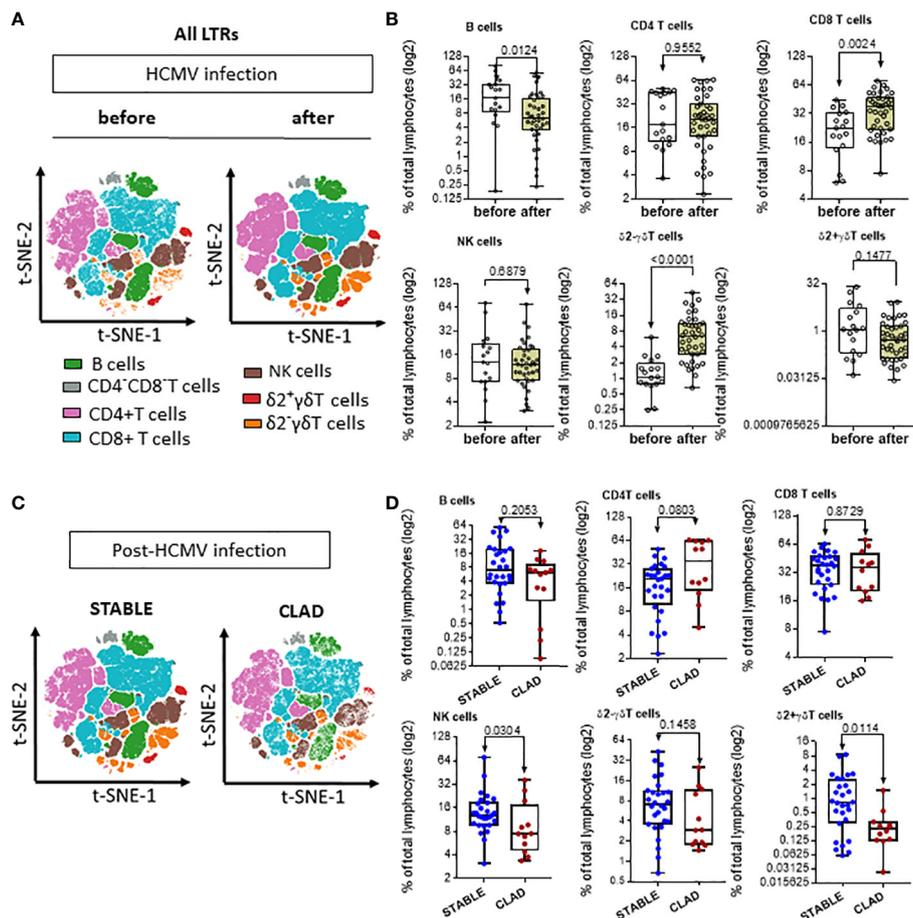 A
All LTRs
HCMV infection
before after
t-SNE-2 t-SNE-2
t-SNE-1 t-SNE-1
B cells
CD4⁻CD8⁻T cells
CD4+T cells
CD8+ T cells
NK cells
δ2⁺γδT cells
δ2⁻γδT cells
B
B cells
0.0124
% of total lymphocytes (log2)
128
64
32
16
8
4
2
1
0.5
0.25
0.125
before after
CD4 T cells
0.9552
% of total lymphocytes (log2)
128
64
32
16
8
4
2
before after
CD8 T cells
0.0024
% of total lymphocytes (log2)
128
64
32
16
8
4
before after
NK cells
0.6879
% of total lymphocytes (log2)
128
32
16
8
4
2
before after
δ2-γδT cells
<0.0001
% of total lymphocytes (log2)
64
32
16
8
4
2
1
0.5
0.25
0.125
before after
δ2+γδT cells
0.1477
% of total lymphocytes (log2)
32
1
0.03125
0.0009765625
before after
C
Post-HCMV infection
STABLE CLAD
t-SNE-2 t-SNE-2
t-SNE-1 t-SNE-1
D
B cells
0.2053
% of total lymphocytes (log2)
64
32
16
8
4
2
1
0.5
0.25
0.125
0.0625
STABLE CLAD
CD4T cells
0.0803
% of total lymphocytes (log2)
128
64
32
16
8
4
2
STABLE CLAD
CD8 T cells
0.8729
% of total lymphocytes (log2)
128
64
32
16
8
4
STABLE CLAD
NK cells
0.0304
% of total lymphocytes (log2)
128
64
32
16
8
4
2
STABLE CLAD
δ2-γδT cells
0.1458
% of total lymphocytes (log2)
64
32
16
8
4
2
1
0.5
STABLE CLAD
δ2+γδT cells
0.0114
% of total lymphocytes (log2)
16
8
4
2
1
0.5
0.25
0.125
0.0625
0.03125
0.015625
STABLE CLAD